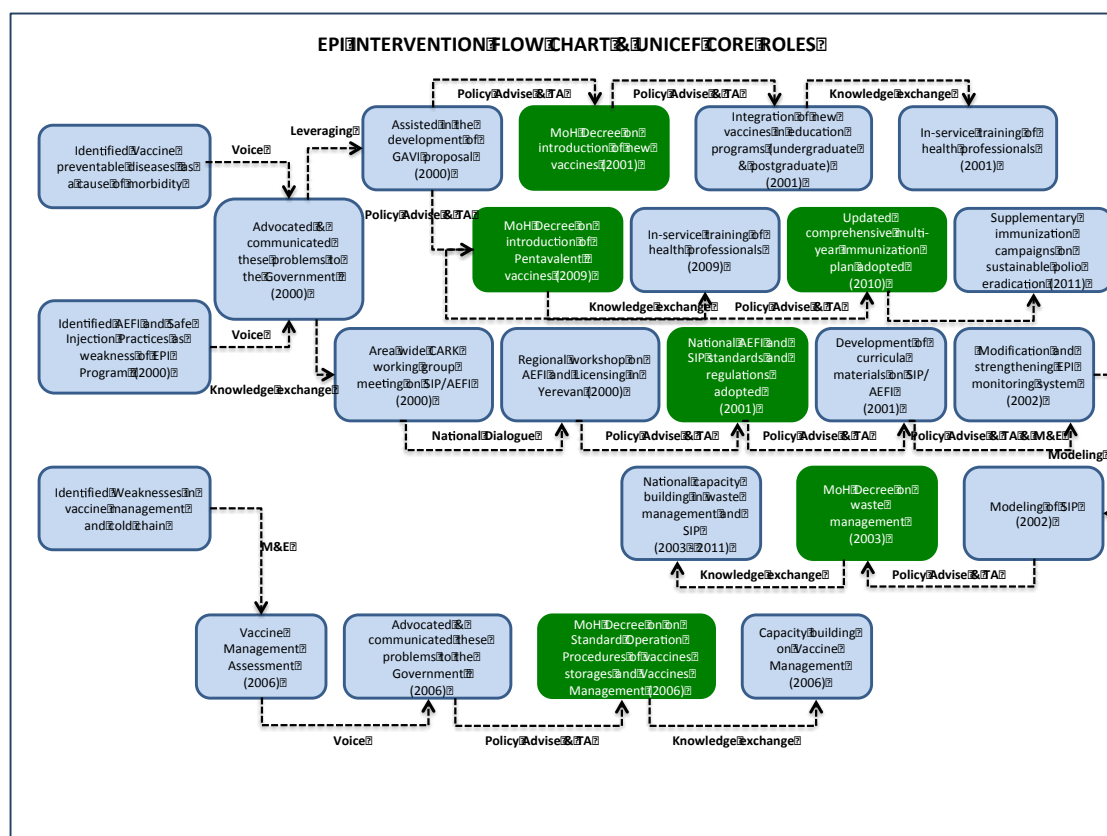 EPI INTERVENTION FLOW CHART & UNICEF CORE ROLES
Policy Advise & TA
Policy Advise & TA
Knowledge exchange
Leveraging
Voice
Identified Vaccine
preventable diseases as
a cause of morbidity
Assisted in the
development of
GAVI proposal
(2000)
MoH Decree on
introduction of new
vaccines (2001)
Integration of new
vaccines in education
programs (undergraduate
& postgraduate)
(2001)
In-service training of
health professionals
(2001)
Advocated &
communicated
these problems to
the Government
(2000)
Policy Advise & TA
MoH Decree on
introduction of
Pentavalent
vaccines (2009)
In-service training of
health professionals
(2009)
Updated
comprehensive multi-
year immunization
plan adopted
(2010)
Supplementary
immunization
campaigns on
sustainable polio
eradication (2011)
Knowledge exchange
Policy Advise & TA
Identified AEFI and Safe
Injection Practices as
weakness of EPI
Program (2000)
Voice
Knowledge exchange
Area wide CARK
working group
meeting on SIP/AEFI
(2000)
Regional workshop on
AEFI and Licensing in
Yerevan (2000)
National AEFI and
SIP standards and
regulations
adopted
(2001)
Development of
curricula
materials on SIP/
AEFI
(2001)
Modification and
strengthening EPI
monitoring system
(2002)
National Dialogue
Policy Advise & TA
Policy Advise & TA
Policy Advise & TA & M&E
Modeling
Identified Weaknesses in
vaccine management
and cold chain
National capacity
building in waste
management and
SIP
(2003 - 2011)
MoH Decree on
waste
management
(2003)
Modeling of SIP
(2002)
M&E
Knowledge exchange
Policy Advise & TA
Vaccine
Management
Assessment
(2006)
Advocated &
communicated these
problems to the
Government
(2006)
MoH Decree on on
Standard Operation
Procedures of vaccines
storages and Vaccines
Management (2006)
Capacity building
on Vaccine
Management
(2006)
Voice
Policy Advise & TA
Knowledge exchange